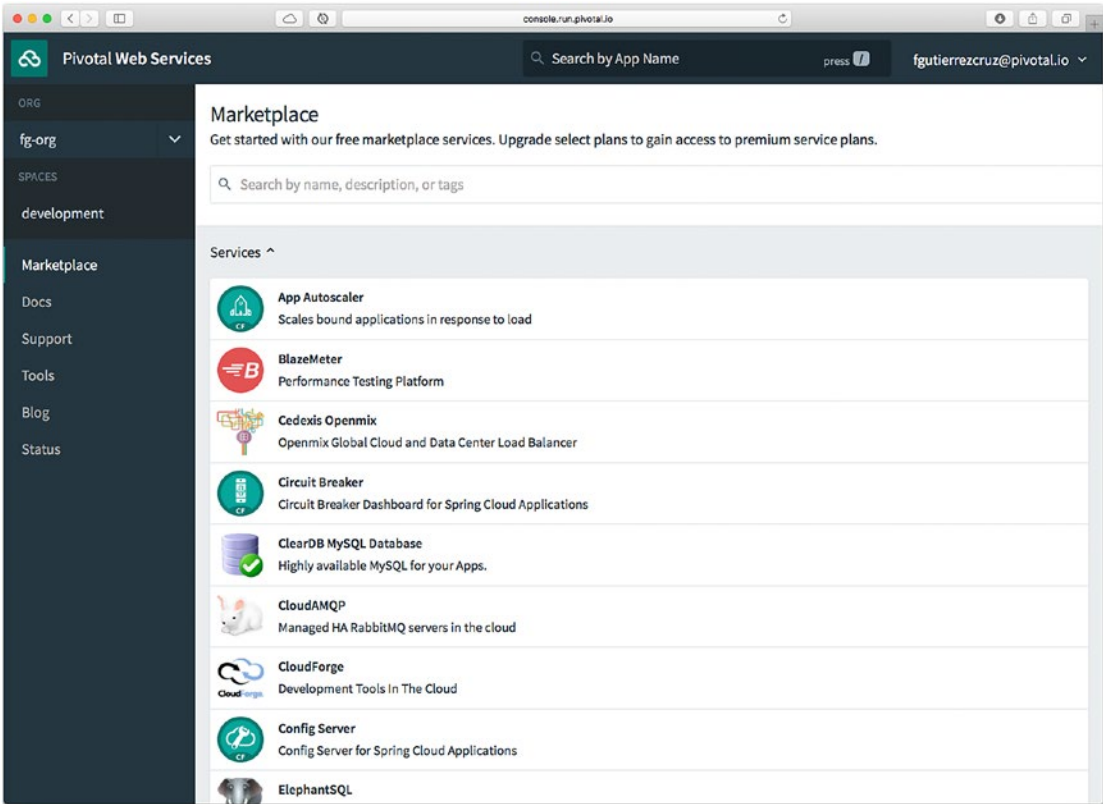 console.run.pivotal.io
Pivotal Web Services
Search by App Name
press /
fgutierrezcruz@pivotal.io
ORG
fg-org
SPACES
development
Marketplace
Docs
Support
Tools
Blog
Status
Marketplace
Get started with our free marketplace services. Upgrade select plans to gain access to premium service plans.
Search by name, description, or tags
Services
App Autoscaler
Scales bound applications in response to load
CF
BlazeMeter
Performance Testing Platform
B
Cedexis Openmix
Openmix Global Cloud and Data Center Load Balancer
Circuit Breaker
Circuit Breaker Dashboard for Spring Cloud Applications
CF
ClearDB MySQL Database
Highly available MySQL for your Apps.
CloudAMQP
Managed HA RabbitMQ servers in the cloud
CloudForge
Development Tools In The Cloud
CloudForge
Config Server
Config Server for Spring Cloud Applications
CF
ElephantSQL